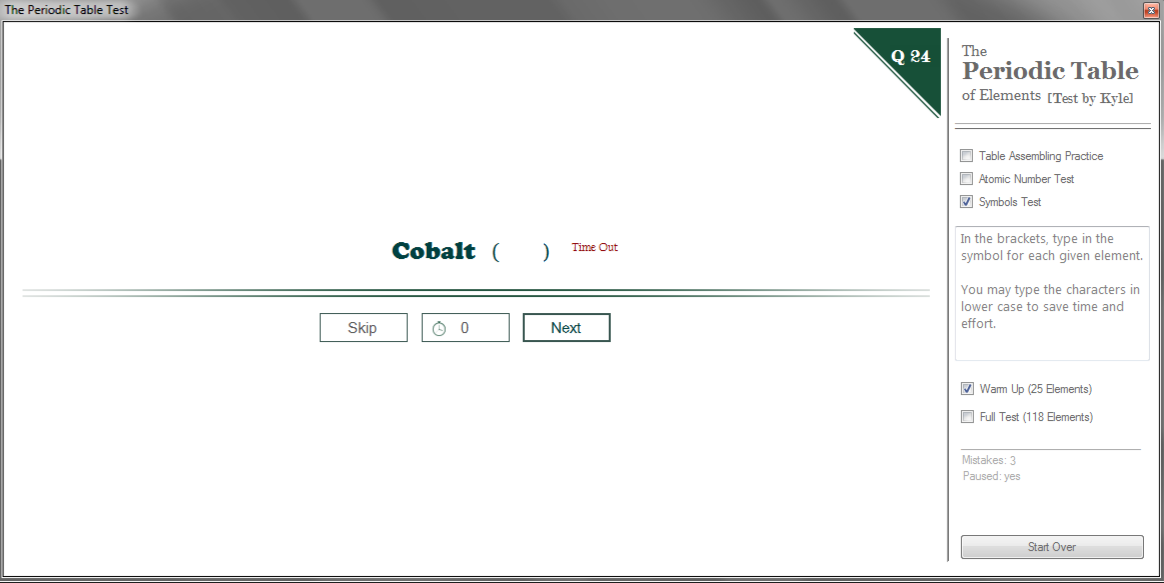 The Periodic Table Test
Q 24
Cobalt ( ) Time Out
Skip
0
Next
The
Periodic Table
of Elements [Test by Kyle]
Table Assembling Practice
Atomic Number Test
Symbols Test
In the brackets, type in the
symbol for each given element.
You may type the characters in
lower case to save time and
effort.
Warm Up (25 Elements)
Full Test (118 Elements)
Mistakes: 3
Paused: yes
Start Over